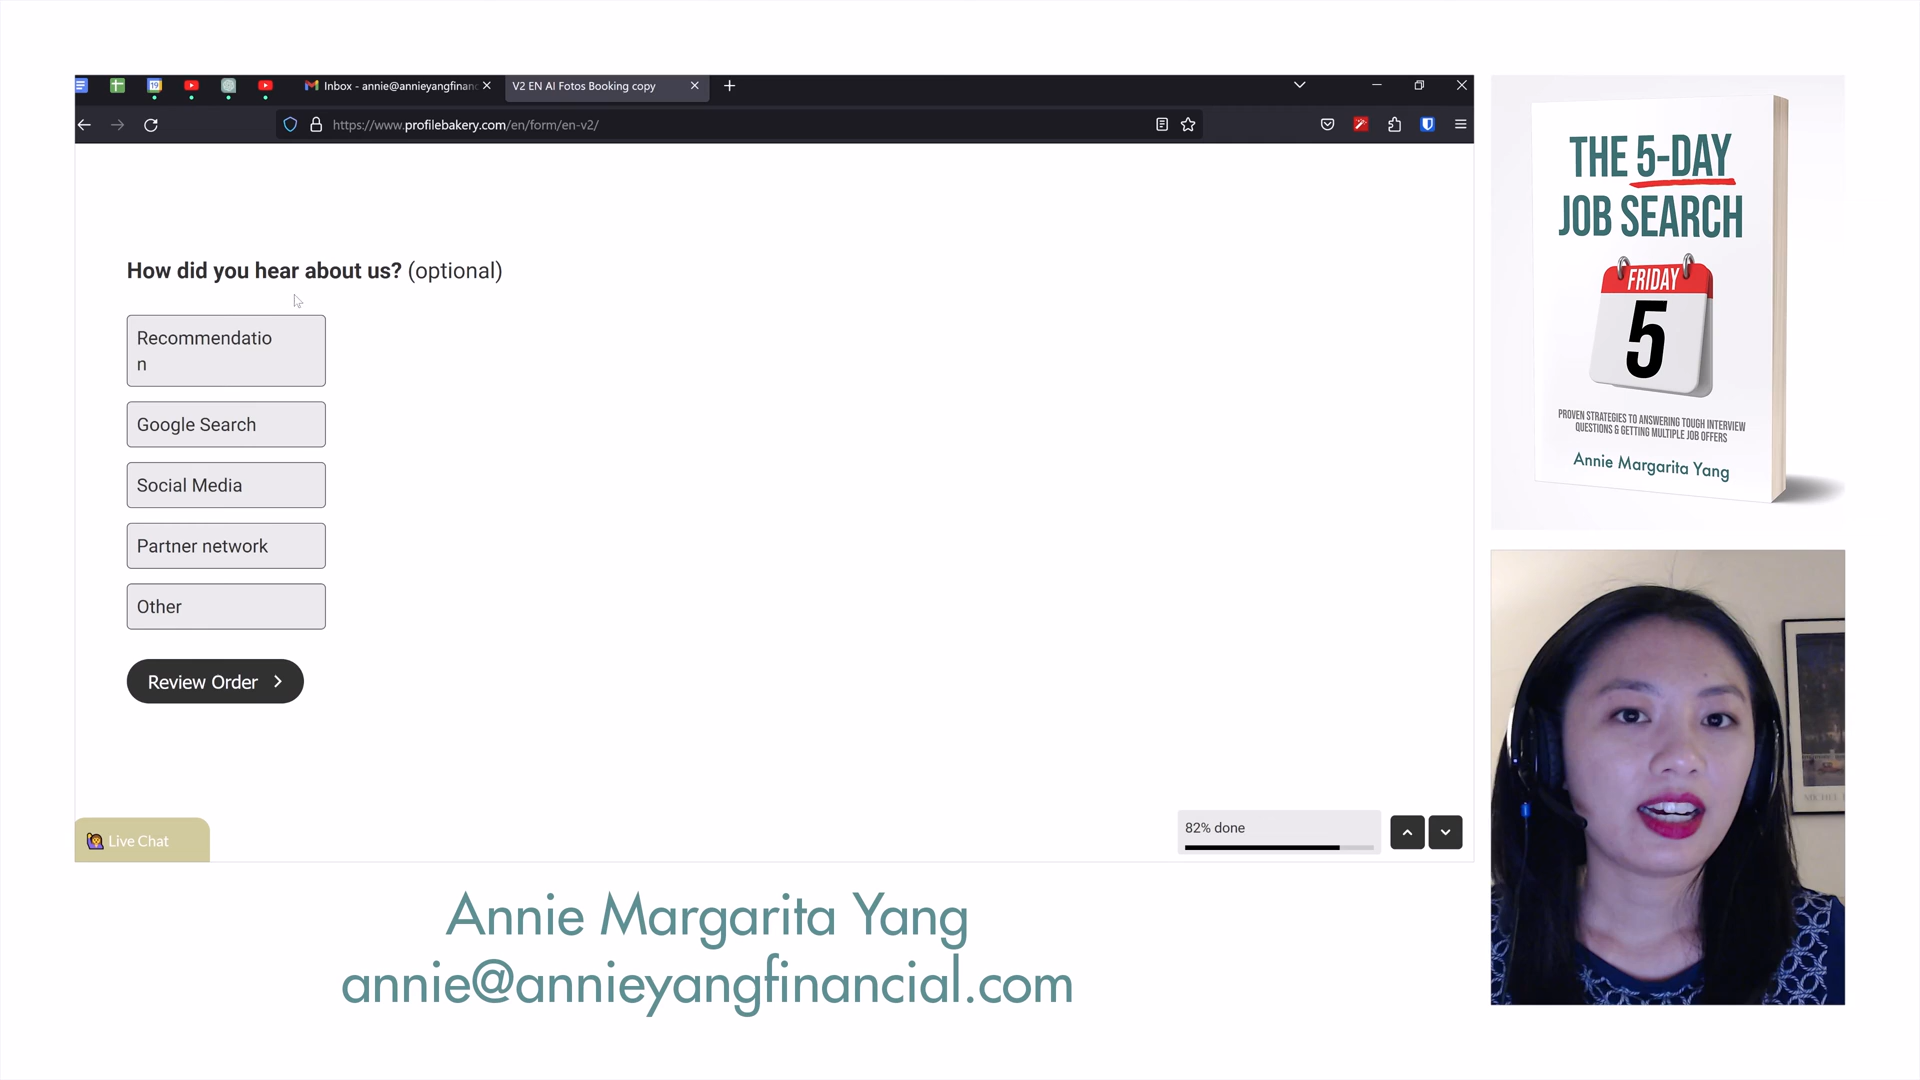 Inbox - annie@annieyangfinanc
V2 EN AI Fotos Booking copy
https://www.profilebakery.com/en/form/en-v2/
How did you hear about us? (optional)
Recommendatio
n
Google Search
Social Media
Partner network
Other
Review Order
Live Chat
82% done
THE 5-DAY
JOB SEARCH
FRIDAY
5
PROVEN STRATEGIES TO ANSWERING TOUGH INTERVIEW
QUESTIONS & GETTING MULTIPLE JOB OFFERS
Annie Margarita Yang
Annie Margarita Yang
annie@annieyangfinancial.com